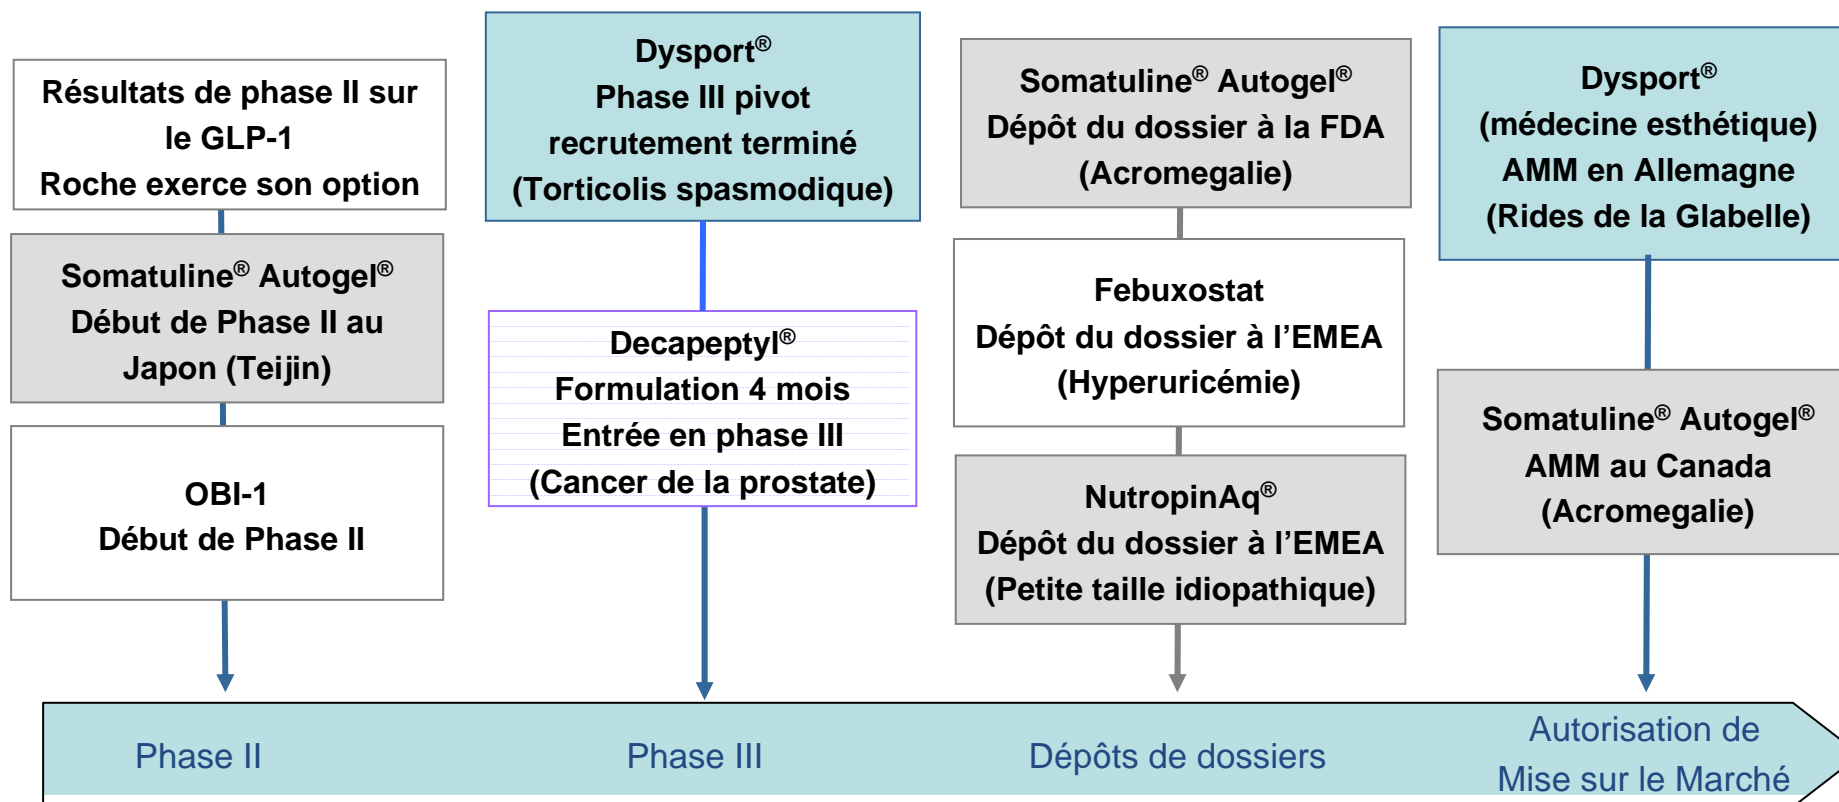 Résultats de phase II sur
le GLP-1
Roche exerce son option
Somatuline® Autogel®
Début de Phase II au
Japon (Teijin)
OBI-1
Début de Phase II
Dysport®
Phase III pivot
recrutement terminé
(Torticolis spasmodique)
Decapeptyl®
Formulation 4 mois
Entrée en phase III
(Cancer de la prostate)
Somatuline® Autogel®
Dépôt du dossier à la FDA
(Acromegalie)
Febuxostat
Dépôt du dossier à l’EMEA
(Hyperuricémie)
NutropinAq®
Dépôt du dossier à l’EMEA
(Petite taille idiopathique)
Dysport®
(médecine esthétique)
AMM en Allemagne
(Rides de la Glabelle)
Somatuline® Autogel®
AMM au Canada
(Acromegalie)
Phase II
Phase III
Dépôts de dossiers
Autorisation de
Mise sur le Marché